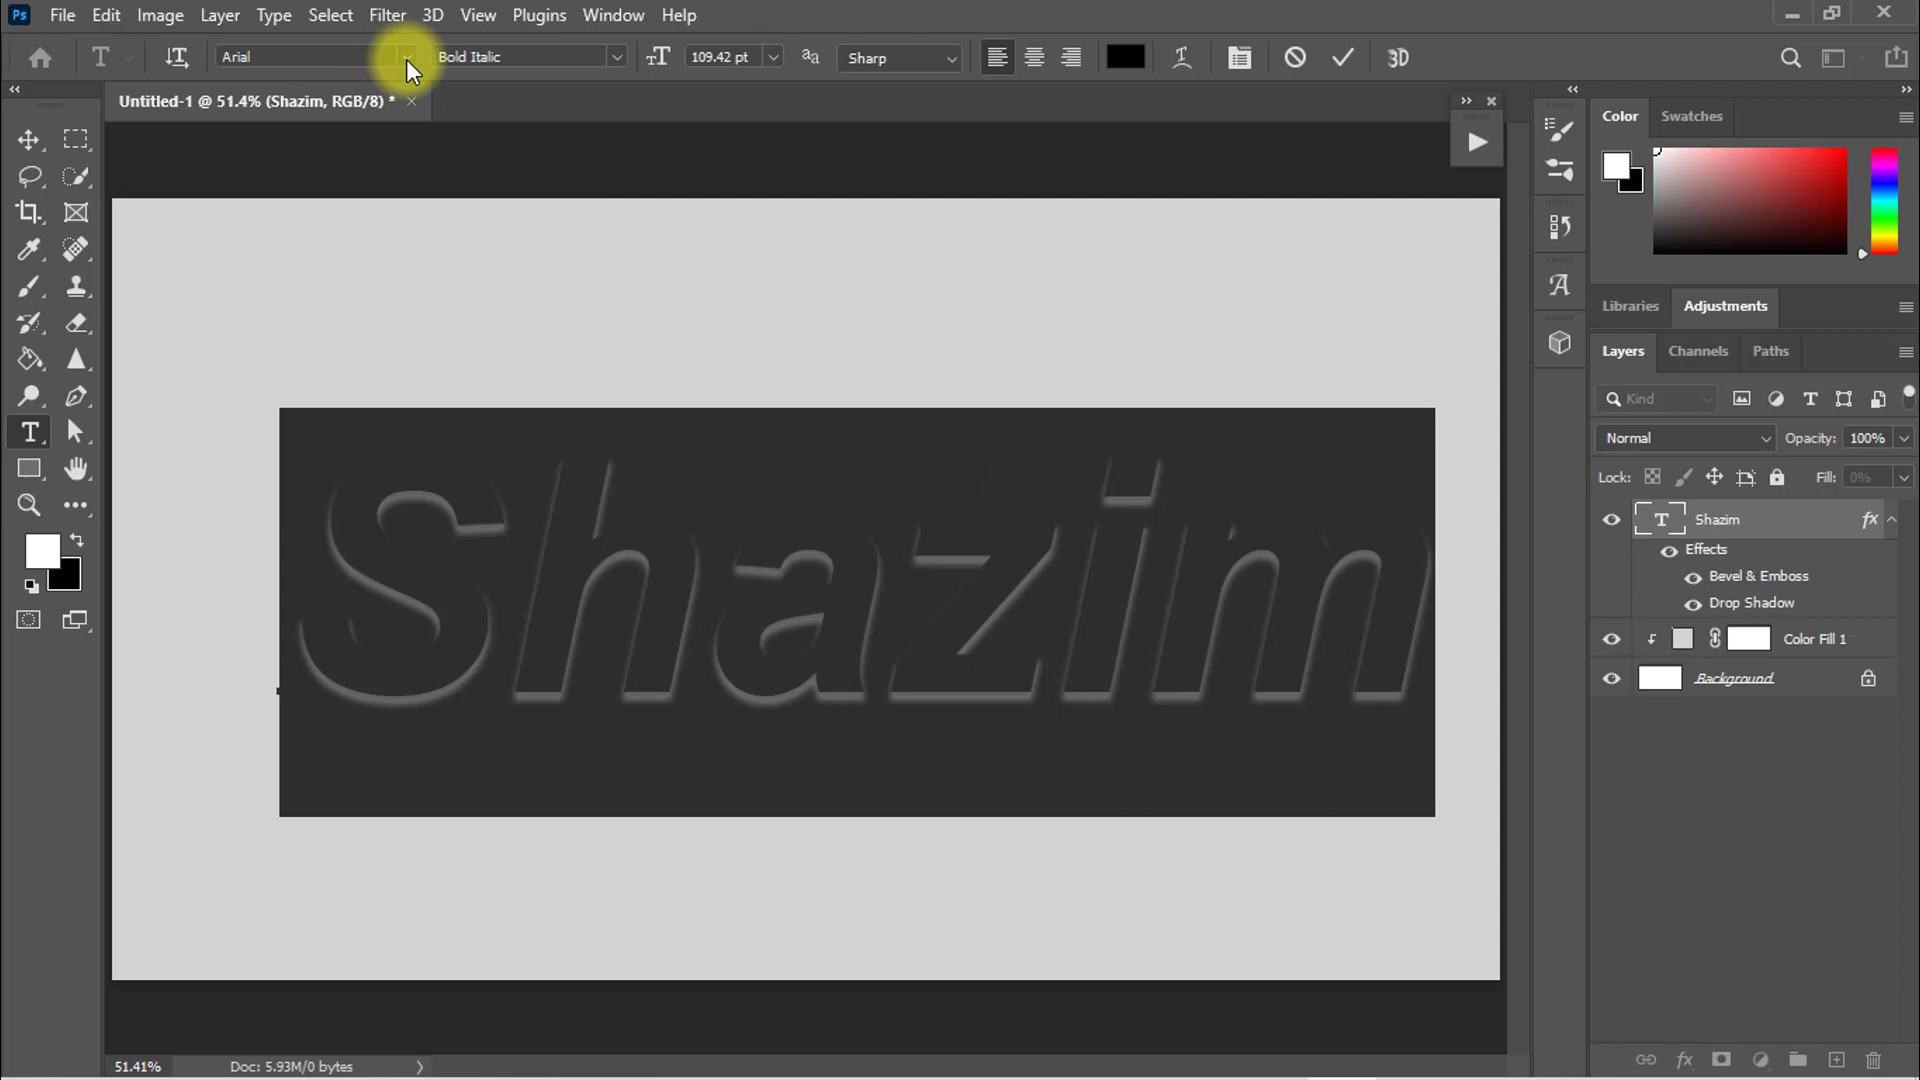 Ps File Edit Image Layer Type Select Filter 3D View Plugins Window Help
T Arial Bold Italic 109.42 pt Sharp 3D
Untitled-1 @ 51.4% (Shazim, RGB/8) *
Color Swatches
Libraries Adjustments
Layers Channels Paths
Kind
Normal Opacity: 100%
Lock: Fill: 0%
T Shazim fx
Effects
Bevel & Emboss
Drop Shadow
Color Fill 1
Background
Shazim
51.41% Doc: 5.93M/0 bytes